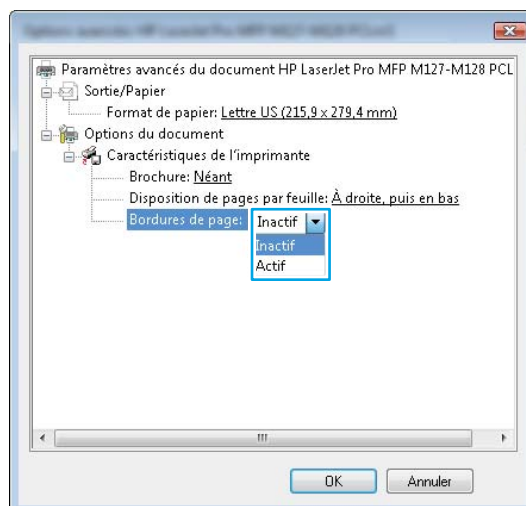 Paramètres avancés du document HP LaserJet Pro MFP M127-M128 PCL
Sortie/Papier
Format de papier: Lettre US (215,9 x 279,4 mm)
Options du document
Caractéristiques de l'imprimante
Brochure: Néant
Disposition de pages par feuille: À droite, puis en bas
Bordures de page: Inactif
Inactif
Actif
OK Annuler